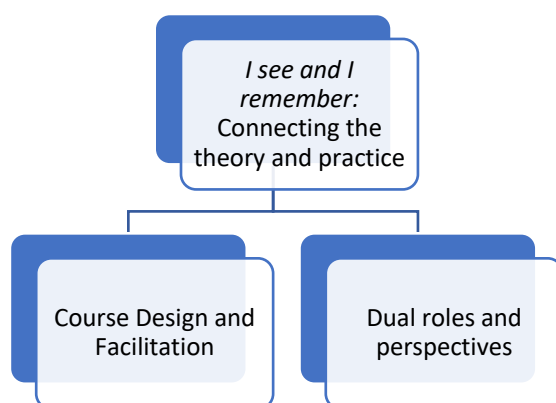 I see and I
remember:
Connecting the
theory and practice
Course Design and
Facilitation
Dual roles and
perspectives